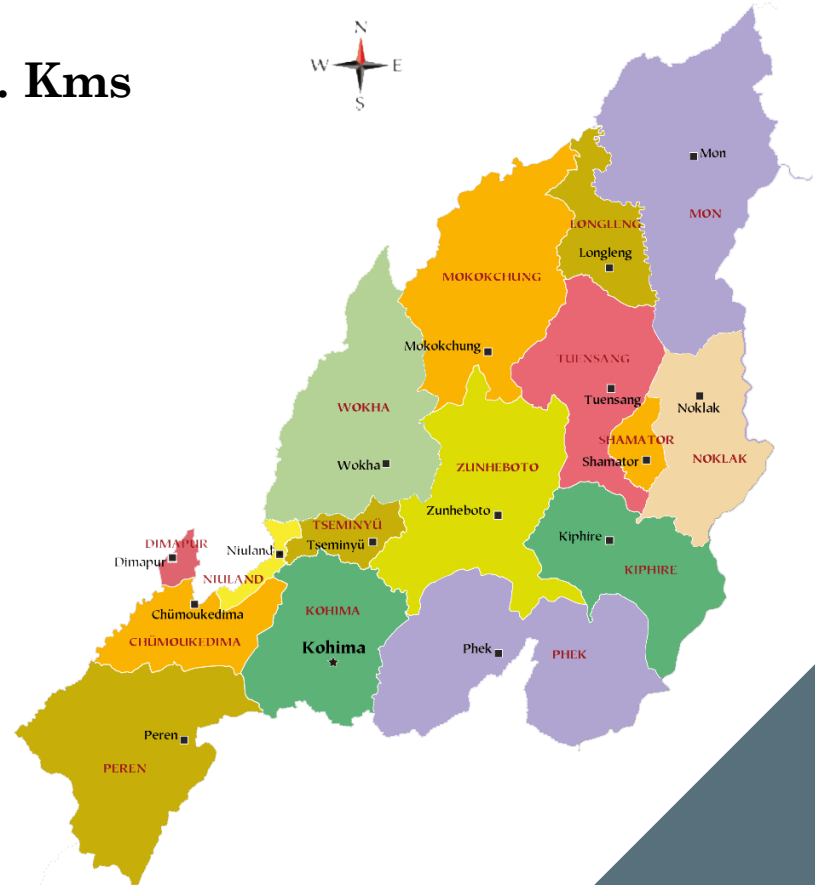 . Kms
N
W E
S
Mon
MON
LONGLENG
Longleng
MOKOKCHUNG
Mokokchung
TUENSANG
Tuensang
Noklak
NOKLAK
SHAMATOR
Shamator
WOKHA
Wokha
ZUNHEBOTO
Zunheboto
TSEMINYÜ
Tseminyü
Kiphire
KIPHIRE
DIMAPUR
Dimapur
Niuland
NIULAND
Chümoukedima
CHÜMOUKEDIMA
KOHIMA
Kohima
Phek
PHEK
Peren
PEREN